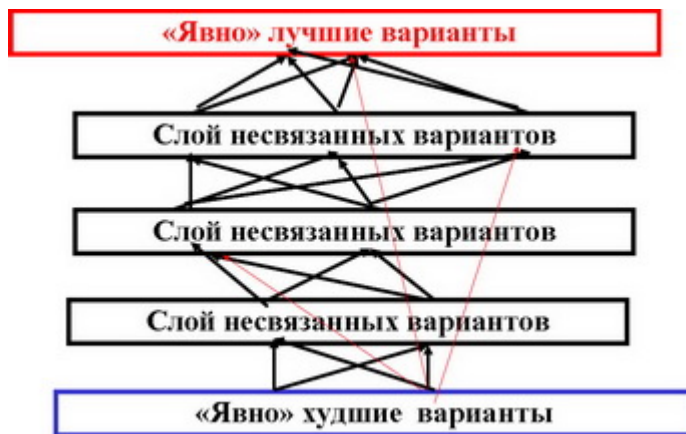 «Явно» лучшие варианты
Слой несвязанных вариантов
Слой несвязанных вариантов
Слой несвязанных вариантов
«Явно» худшие варианты